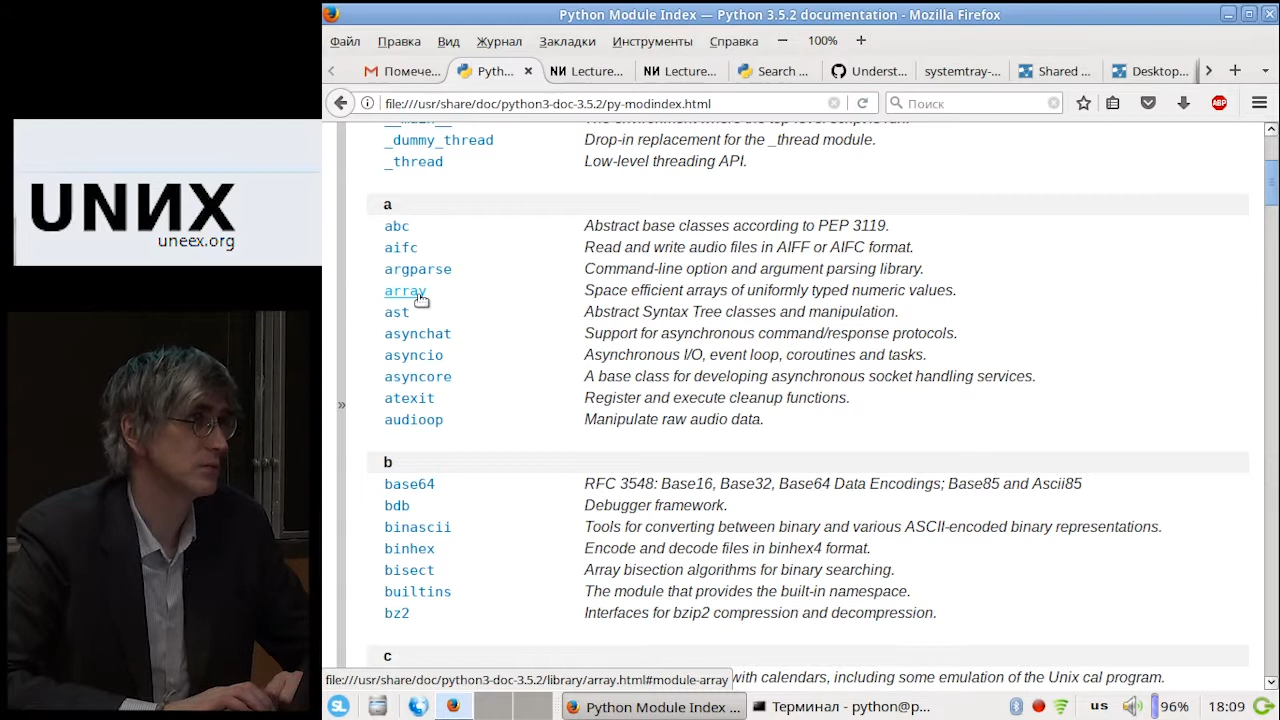 UNИX
uneex.org
Python Module Index — Python 3.5.2 documentation - Mozilla Firefox
Файл Правка Вид Журнал Закладки Инструменты Справка − 100% +
Помече... Pyth... Lecture... Lecture... Search ... Underst... systemtray-... Shared ... Desktop...
file:///usr/share/doc/python3-doc-3.5.2/py-modindex.html Поиск ABP
_dummy_thread Drop-in replacement for the _thread module.
_thread Low-level threading API.
a
abc Abstract base classes according to PEP 3119.
aifc Read and write audio files in AIFF or AIFC format.
argparse Command-line option and argument parsing library.
array Space efficient arrays of uniformly typed numeric values.
ast Abstract Syntax Tree classes and manipulation.
asynchat Support for asynchronous command/response protocols.
asyncio Asynchronous I/O, event loop, coroutines and tasks.
asyncore A base class for developing asynchronous socket handling services.
atexit Register and execute cleanup functions.
audioop Manipulate raw audio data.
»
b
base64 RFC 3548: Base16, Base32, Base64 Data Encodings; Base85 and Ascii85
bdb Debugger framework.
binascii Tools for converting between binary and various ASCII-encoded binary representations.
binhex Encode and decode files in binhex4 format.
bisect Array bisection algorithms for binary searching.
builtins The module that provides the built-in namespace.
bz2 Interfaces for bzip2 compression and decompression.
c
with calendars, including some emulation of the Unix cal program.
file:///usr/share/doc/python3-doc-3.5.2/library/array.html#module-array
SL Python Module Index ... Терминал - python@p... us 96% 18:09